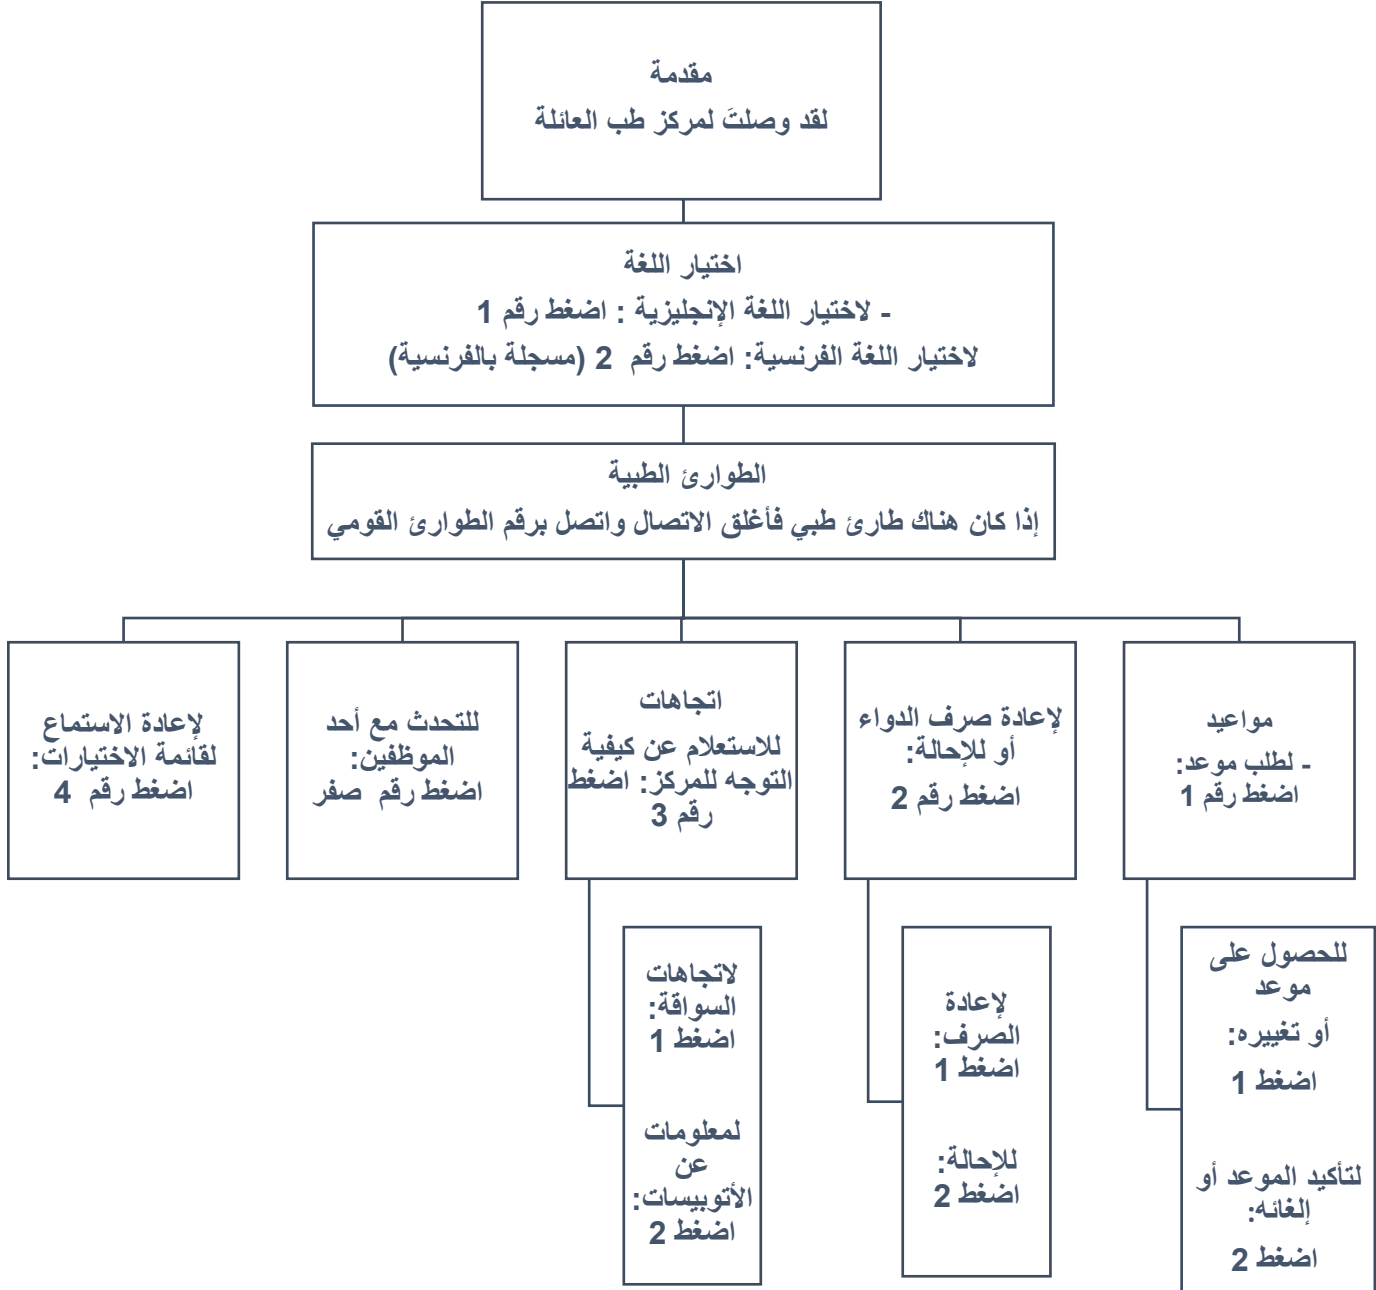 مقدمة
لقد وصلتَ لمركز طب العائلة
اختيار اللغة
- لاختيار اللغة الإنجليزية : اضغط رقم 1
لاختيار اللغة الفرنسية: اضغط رقم 2 (مسجلة بالفرنسية)
الطوارئ الطبية
إذا كان هناك طارئ طبي فأغلق الاتصال واتصل برقم الطوارئ القومي
مواعيد
- لطلب موعد:
اضغط رقم 1
لإعادة صرف الدواء
أو للإحالة:
اضغط رقم 2
اتجاهات
للاستعلام عن كيفية
التوجه للمركز: اضغط
رقم 3
للتحدث مع أحد
الموظفين:
اضغط رقم صفر
لإعادة الاستماع
لقائمة الاختيارات:
اضغط رقم 4
للحصول على
موعد
أو تغييره:
اضغط 1
لتأكيد الموعد أو
إلغائه:
اضغط 2
لإعادة
الصرف:
اضغط 1
للإحالة:
اضغط 2
لاتجاهات
السواقة:
اضغط 1
لمعلومات
عن
الأتوبيسات:
اضغط 2